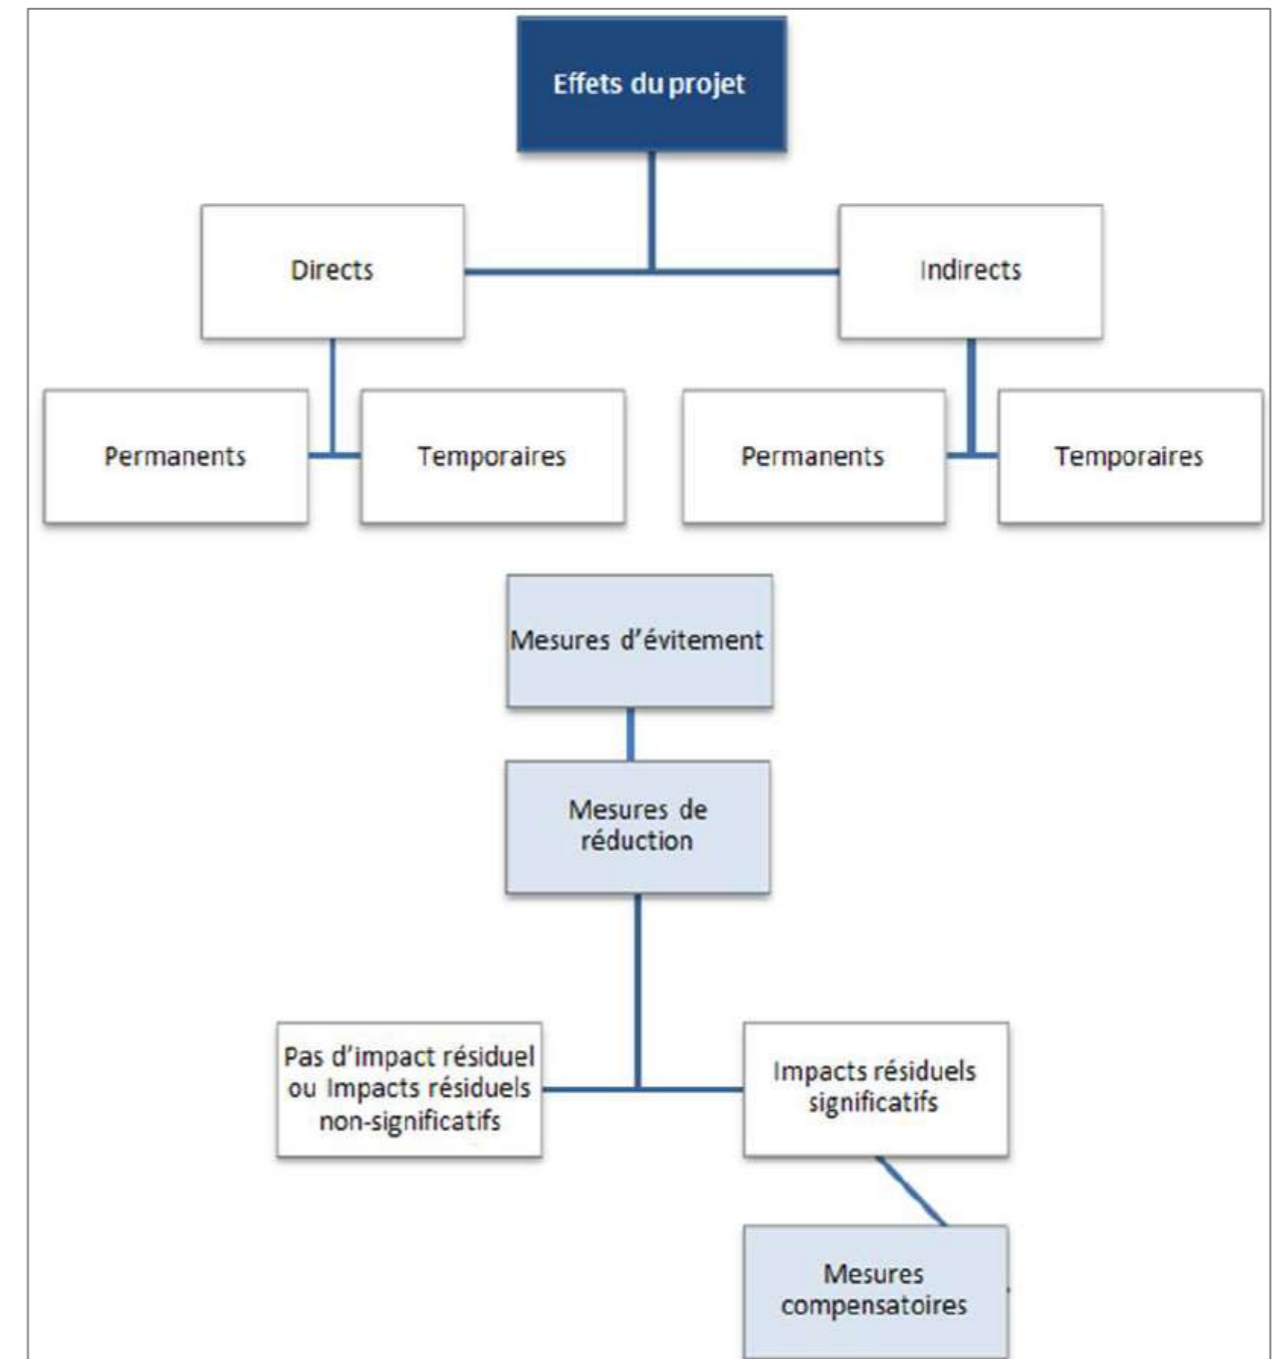 Effets du projet
Directs
Indirects
Permanents
Temporaires
Permanents
Temporaires
Mesures d'évitement
Mesures de
réduction
Pas d'impact résiduel
ou Impacts résiduels
non-significatifs
Impacts résiduels
significatifs
Mesures
compensatoires